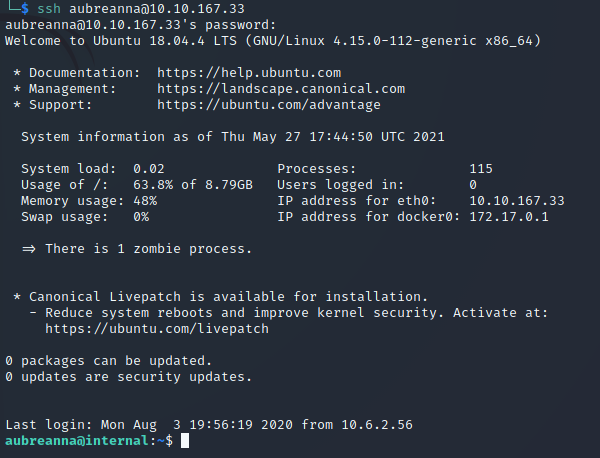 └─$ ssh aubreanna@10.10.167.33
aubreanna@10.10.167.33's password:
Welcome to Ubuntu 18.04.4 LTS (GNU/Linux 4.15.0-112-generic x86_64)
* Documentation:  https://help.ubuntu.com
* Management:     https://landscape.canonical.com
* Support:        https://ubuntu.com/advantage
System information as of Thu May 27 17:44:50 UTC 2021
System load:  0.02              Processes:              115
Usage of /:   63.8% of 8.79GB   Users logged in:        0
Memory usage: 48%               IP address for eth0:    10.10.167.33
Swap usage:   0%                IP address for docker0: 172.17.0.1
=> There is 1 zombie process.
* Canonical Livepatch is available for installation.
- Reduce system reboots and improve kernel security. Activate at:
https://ubuntu.com/livepatch
0 packages can be updated.
0 updates are security updates.
Last login: Mon Aug  3 19:56:19 2020 from 10.6.2.56
aubreanna@internal:~$